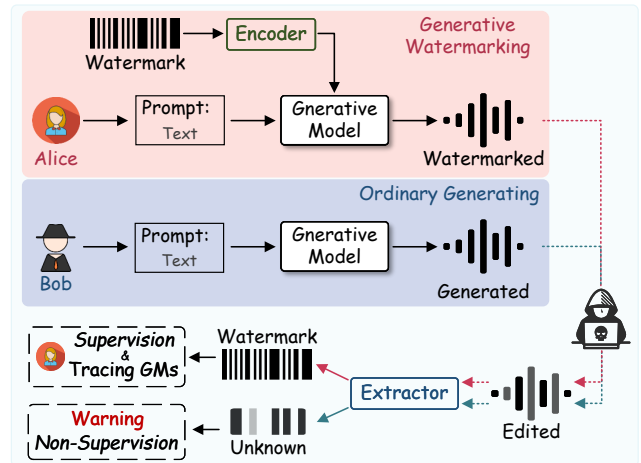 Generative
Watermarking
Encoder
Watermark
Prompt:
Text
Gnerative
Model
Alice
Watermarked
Ordinary Generating
Prompt:
Text
Gnerative
Model
Bob
Generated
Supervision
&
Tracing GMs
Watermark
Extractor
Edited
Warning
Non-Supervision
Unknown